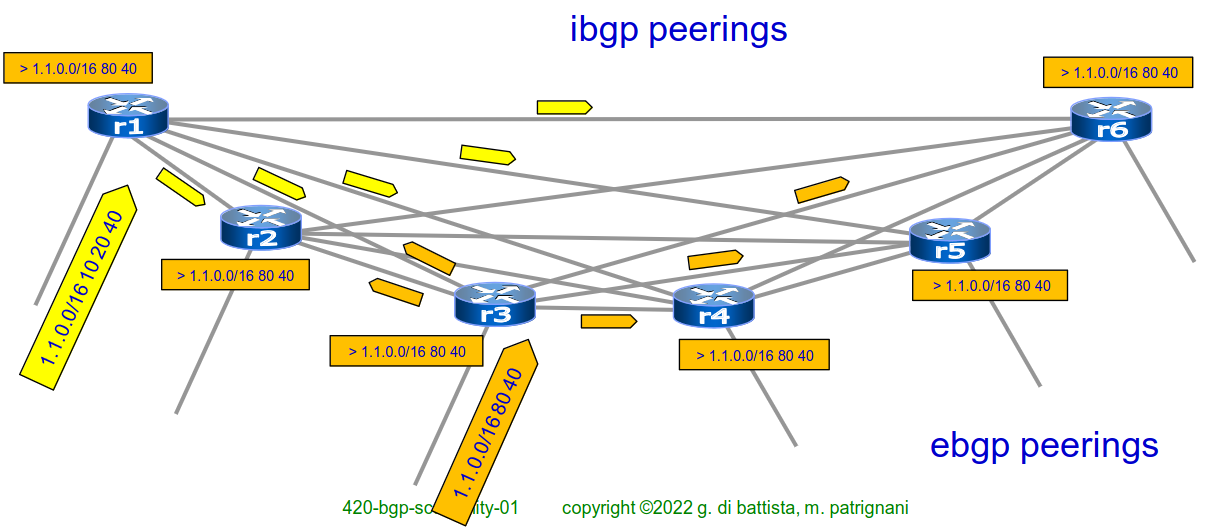 ibgp peerings
> 1.1.0.0/16 80 40
> 1.1.0.0/16 80 40
r1
r6
1.1.0.0/16 10 20 40
r2
r5
> 1.1.0.0/16 80 40
> 1.1.0.0/16 80 40
r3
r4
> 1.1.0.0/16 80 40
> 1.1.0.0/16 80 40
1.1.0.0/16 80 40
ebgp peerings
420-bgp-sc ity-01 copyright ©2022 g. di battista, m. patrignani